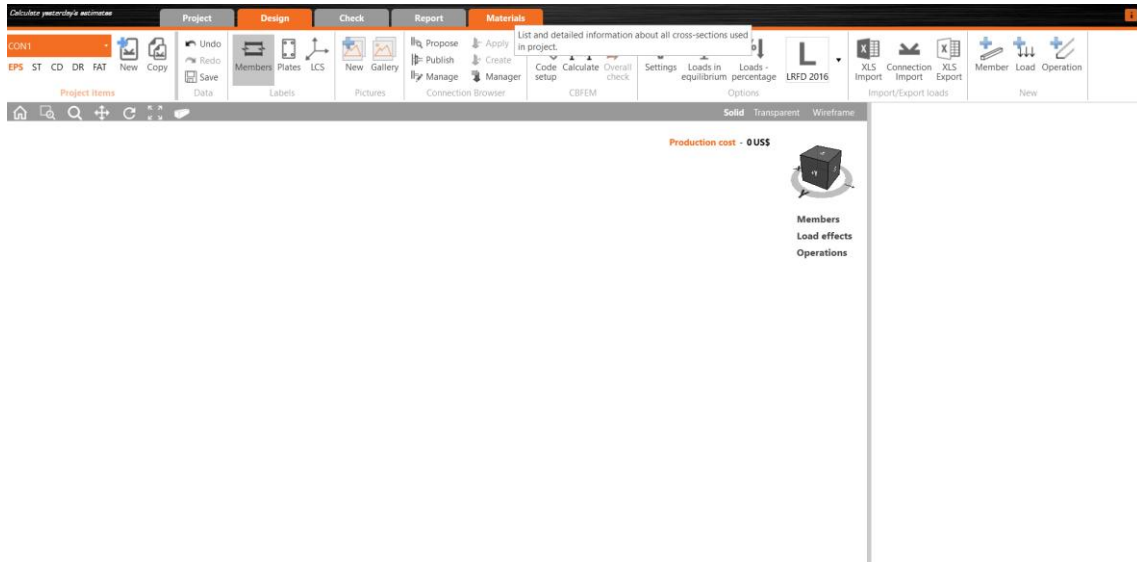 Calculate yesterday's estimates
Project Design Check Report Materials
List and detailed information about all cross-sections used
in project.
CON1
EPS ST CD DR FAT
New Copy
Project items
Undo
Redo
Save
Data
Members Plates LCS
Labels
New Gallery
Pictures
Propose Apply
Publish Create
Manage Manager
Connection Browser
Code
setup
Calculate
Overall
check
CBFEM
Settings
Loads in
equilibrium
Loads -
percentage
L
LRFD 2016
Options
XLS
Import
Connection
Import
XLS
Export
Import/Export loads
Member Load Operation
New
Solid Transparent Wireframe
Production cost - 0 US$
Members
Load effects
Operations